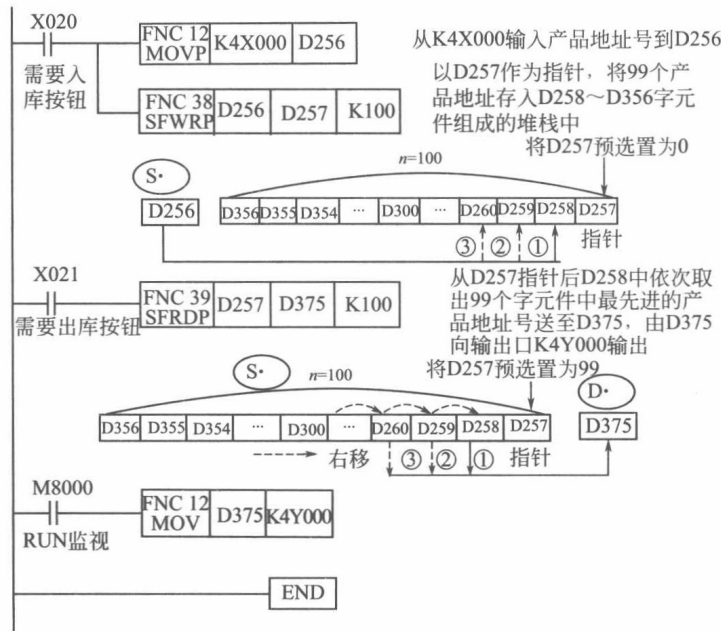 X020
FNC 12
MOVP K4X000 D256
需要入
库按钮
从K4X000输入产品地址号到D256
FNC 38
SFWRP D256 D257 K100
以D257作为指针，将99个产
品地址存入D258～D356字元
件组成的堆栈中
将D257预选置为0
S·
n=100
D256
D356 D355 D354 ··· D300 ··· D260 D259 D258 D257
③ ② ① 指针
X021
需要出库按钮
FNC 39
SFRDP D257 D375 K100
从D257指针后D258中依次取
出99个字元件中最先进的产
品地址号送至D375，由D375
向输出口K4Y000输出
将D257预选置为99
S·
n=100
D·
D356 D355 D354 ··· D300 ··· D260 D259 D258 D257
D375
右移 ③ ② ① 指针
M8000
RUN监视
FNC 12
MOV D375 K4Y000
END